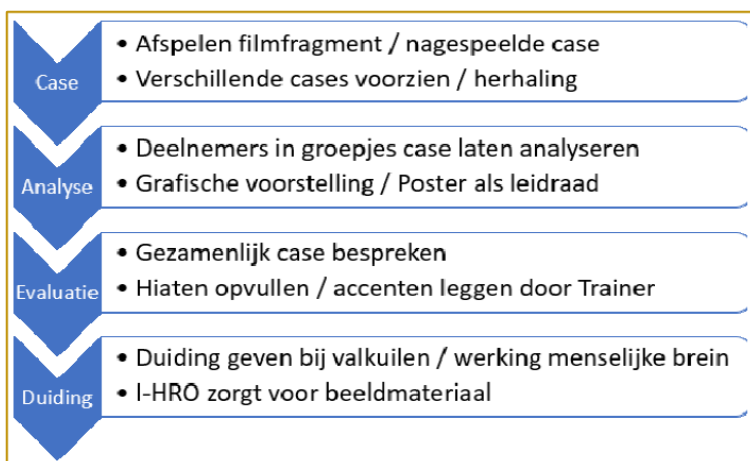 Case
• Afspelen filmfragment / nagespeelde case
• Verschillende cases voorzien / herhaling
Analyse
• Deelnemers in groepjes case laten analyseren
• Grafische voorstelling / Poster als leidraad
Evaluatie
• Gezamenlijk case bespreken
• Hiaten opvullen / accenten leggen door Trainer
Duiding
• Duiding geven bij valkuilen / werking menselijke brein
• I-HRO zorgt voor beeldmateriaal